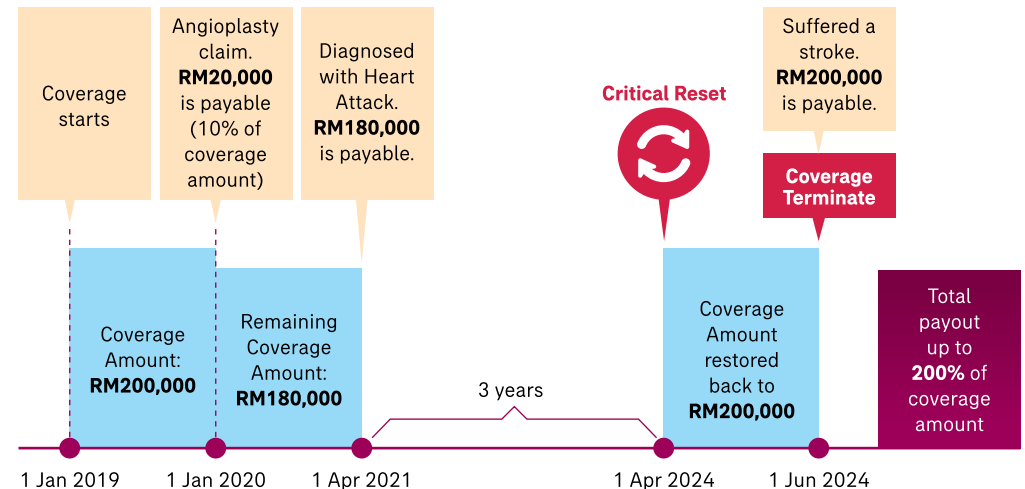 Coverage
starts
Angioplasty
claim.
RM20,000
is payable
(10% of
coverage
amount)
Diagnosed
with Heart
Attack.
RM180,000
is payable.
Critical Reset
Suffered a
stroke.
RM200,000
is payable.
Coverage
Terminate
Coverage
Amount:
RM200,000
Remaining
Coverage
Amount:
RM180,000
3 years
Coverage
Amount
restored
back to
RM200,000
Total
payout
up to
200% of
coverage
amount
1 Jan 2019
1 Jan 2020
1 Apr 2021
1 Apr 2024
1 Jun 2024